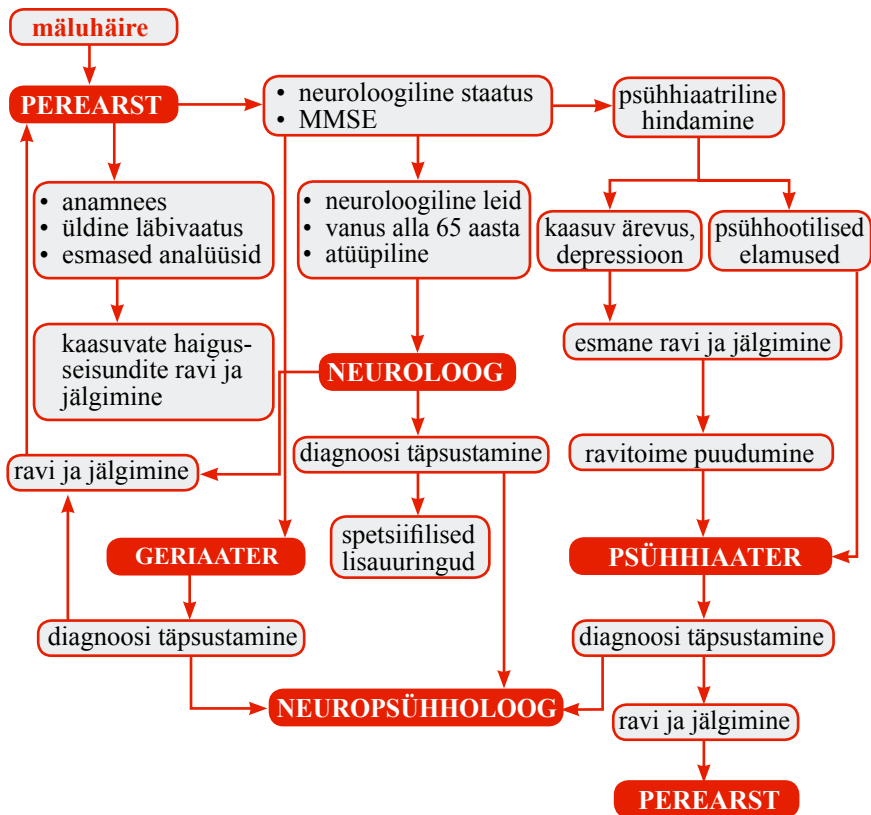 mäluhäire
PEREARST
• neuroloogiline staatus
• MMSE
psühhiaatriline
hindamine
• anamnees
• üldine läbivaatus
• esmased analüüsid
• neuroloogiline leid
• vanus alla 65 aasta
• atüüpiline
kaasuv ärevus,
depressioon
psühhootilised
elamused
kaasuvate haigus-
seisundite ravi ja
jälgimine
esmane ravi ja jälgimine
NEUROLOOG
ravi ja jälgimine
diagnoosi täpsustamine
ravitoime puudumine
spetsiifilised
lisauuringud
GERIAATER
PSÜHHIAATER
diagnoosi täpsustamine
diagnoosi täpsustamine
NEUROPSÜHHOLOOG
ravi ja jälgimine
PEREARST